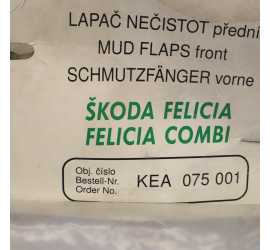 LAPAČ NEČISTOT přední
MUD FLAPS front
SCHMUTZFÄNGER vorne
ŠKODA FELICIA
FELICIA COMBI
Obj. číslo
Bestell-Nr.
Order No.
KEA 075 001